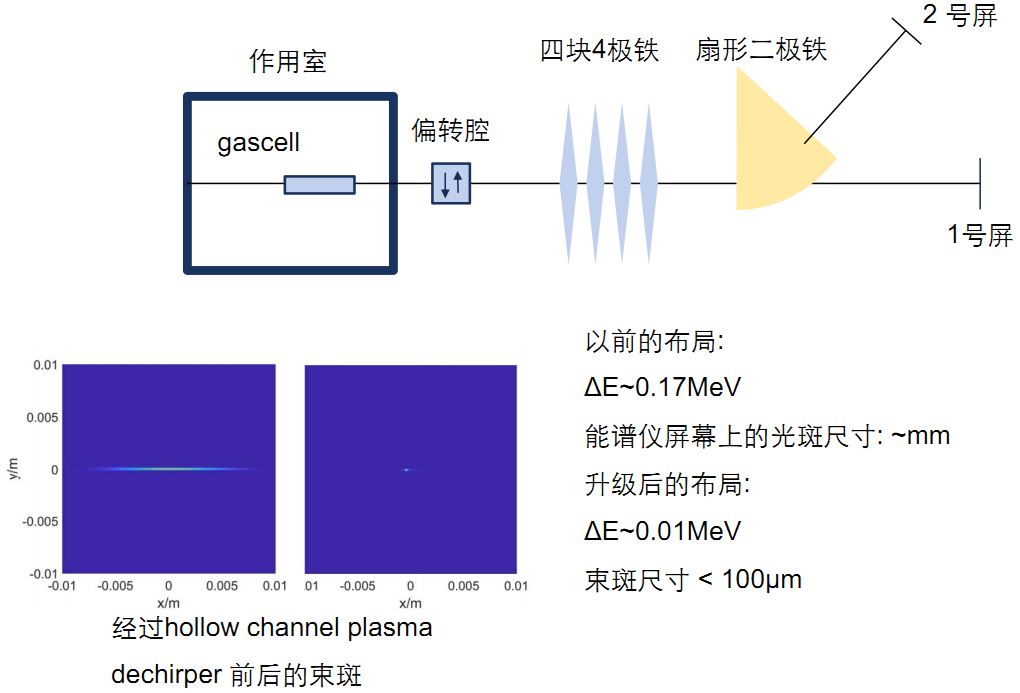 2 号屏
四块4极铁
扇形二极铁
作用室
偏转腔
gascell
1号屏
以前的布局:
ΔE~0.17MeV
能谱仪屏幕上的光斑尺寸: ~mm
升级后的布局:
ΔE~0.01MeV
束斑尺寸 < 100μm
0.01
0.005
0
-0.005
-0.01
y/m
-0.01 -0.005 0 0.005 0.01
x/m
01 -0.005 0 0.005 0.01
x/m
经过hollow channel plasma
dechirper 前后的束斑